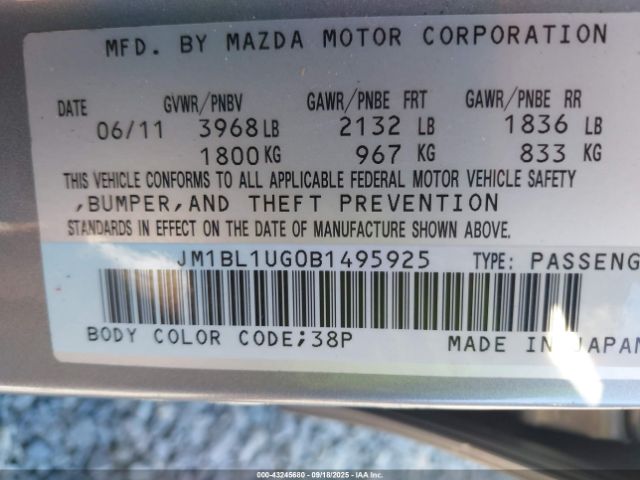 MFD. BY MAZDA MOTOR CORPORATION
DATE GVWR/PNBV GAWR/PNBE FRT GAWR/PNBE RR
06/11 3968 LB 2132 LB 1836 LB
1800 KG 967 KG 833 KG
THIS VEHICLE CONFORMS TO ALL APPLICABLE FEDERAL MOTOR VEHICLE SAFETY
,BUMPER,AND THEFT PREVENTION
STANDARDS IN EFFECT ON THE DATE OF MANUFACTURE SHOWN ABOVE.
JM1BL1UG0B1495925 TYPE: PASSENG
BODY COLOR CODE;38P MADE IN JAPAN
000-43245680 - 09/18/2025 - IAA Inc.